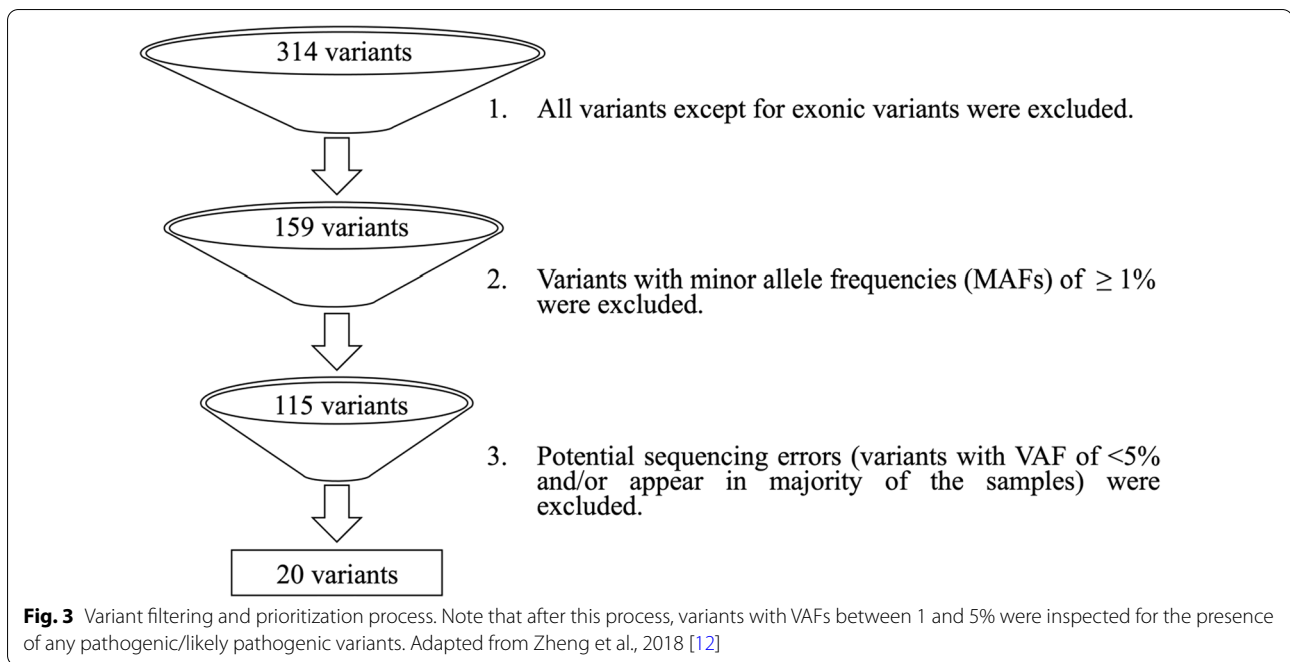 314 variants
1. All variants except for exonic variants were excluded.
159 variants
2. Variants with minor allele frequencies (MAFs) of ≥ 1%
were excluded.
115 variants
3. Potential sequencing errors (variants with VAF of <5%
and/or appear in majority of the samples) were
excluded.
20 variants
Fig. 3 Variant filtering and prioritization process. Note that after this process, variants with VAFs between 1 and 5% were inspected for the presence
of any pathogenic/likely pathogenic variants. Adapted from Zheng et al., 2018 [12]